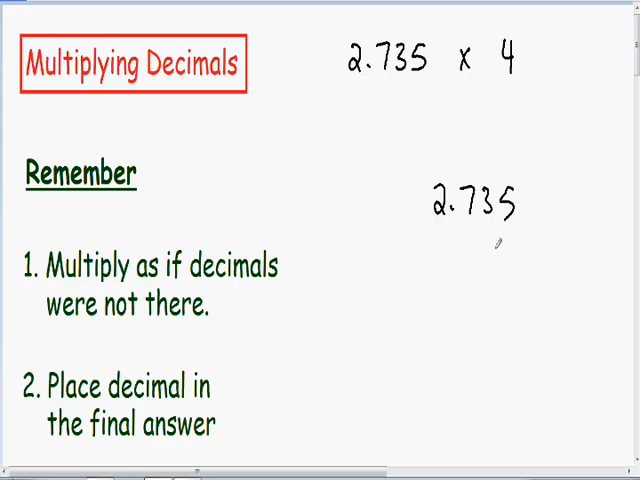 Multiplying Decimals
2.735 x 4
Remember
2.735
1. Multiply as if decimals
were not there.
2. Place decimal in
the final answer